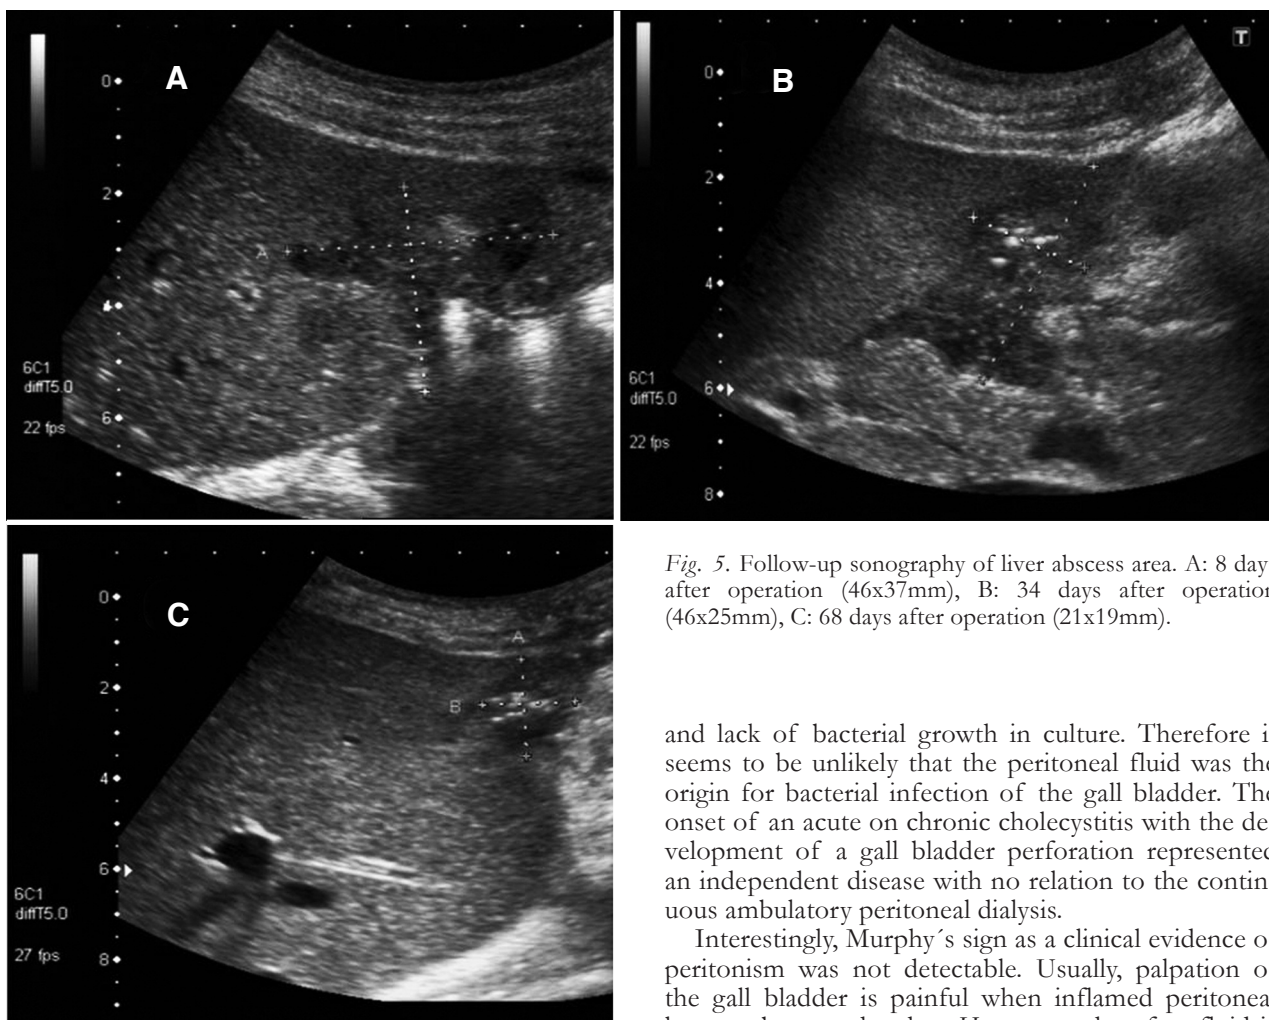 A
0
2
A
4
6
6C1
diffT5.0
22 fps
T
B
0
2
4
6
8
6C1
diffT5.0
22 fps
C
0
A
2
B
4
6
8
6C1
diffT5.0
27 fps
Fig. 5. Follow-up sonography of liver abscess area. A: 8 day
after operation (46x37mm), B: 34 days after operation
(46x25mm), C: 68 days after operation (21x19mm).
and lack of bacterial growth in culture. Therefore i
seems to be unlikely that the peritoneal fluid was the
origin for bacterial infection of the gall bladder. The
onset of an acute on chronic cholecystitis with the de
velopment of a gall bladder perforation represented
an independent disease with no relation to the contin
uous ambulatory peritoneal dialysis.
Interestingly, Murphy´s sign as a clinical evidence o
peritonism was not detectable. Usually, palpation o
the gall bladder is painful when inflamed peritonea